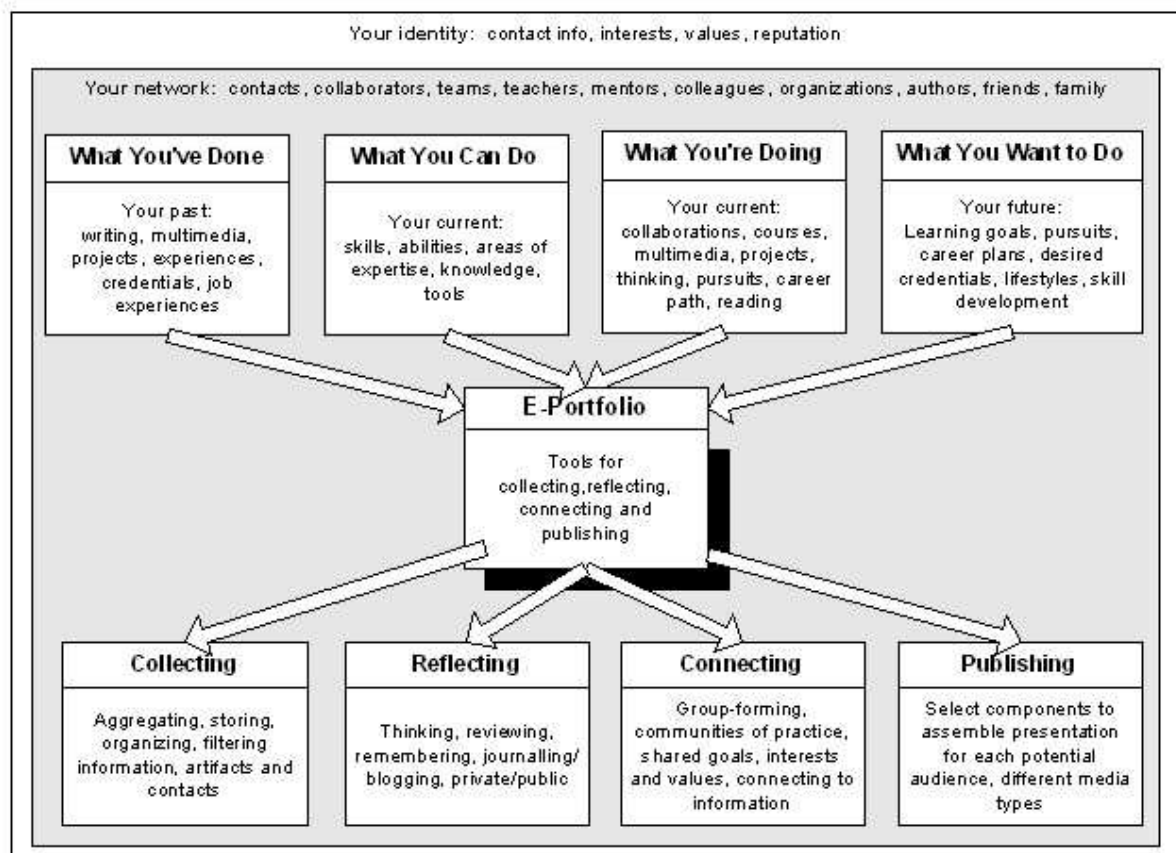 Your identity: contact info, interests, values, reputation
Your network: contacts, collaborators, teams, teachers, mentors, colleagues, organizations, authors, friends, family
What You've Done
Your past:
writing, multimedia,
projects, experiences,
credentials, job
experiences
What You Can Do
Your current:
skills, abilities, areas of
expertise, knowledge,
tools
What You're Doing
Your current:
collaborations, courses,
multimedia, projects,
thinking, pursuits, career
path, reading
What You Want to Do
Your future:
Learning goals, pursuits,
career plans, desired
credentials, lifestyles, skill
development
E-Portfolio
Tools for
collecting,reflecting,
connecting and
publishing
Collecting
Aggregating, storing,
organizing, filtering
information, artifacts and
contacts
Reflecting
Thinking, reviewing,
remembering, journalling/
blogging, private/public
Connecting
Group-forming,
communities of practice,
shared goals, interests
and values, connecting to
information
Publishing
Select components to
assemble presentation
for each potential
audience, different media
types